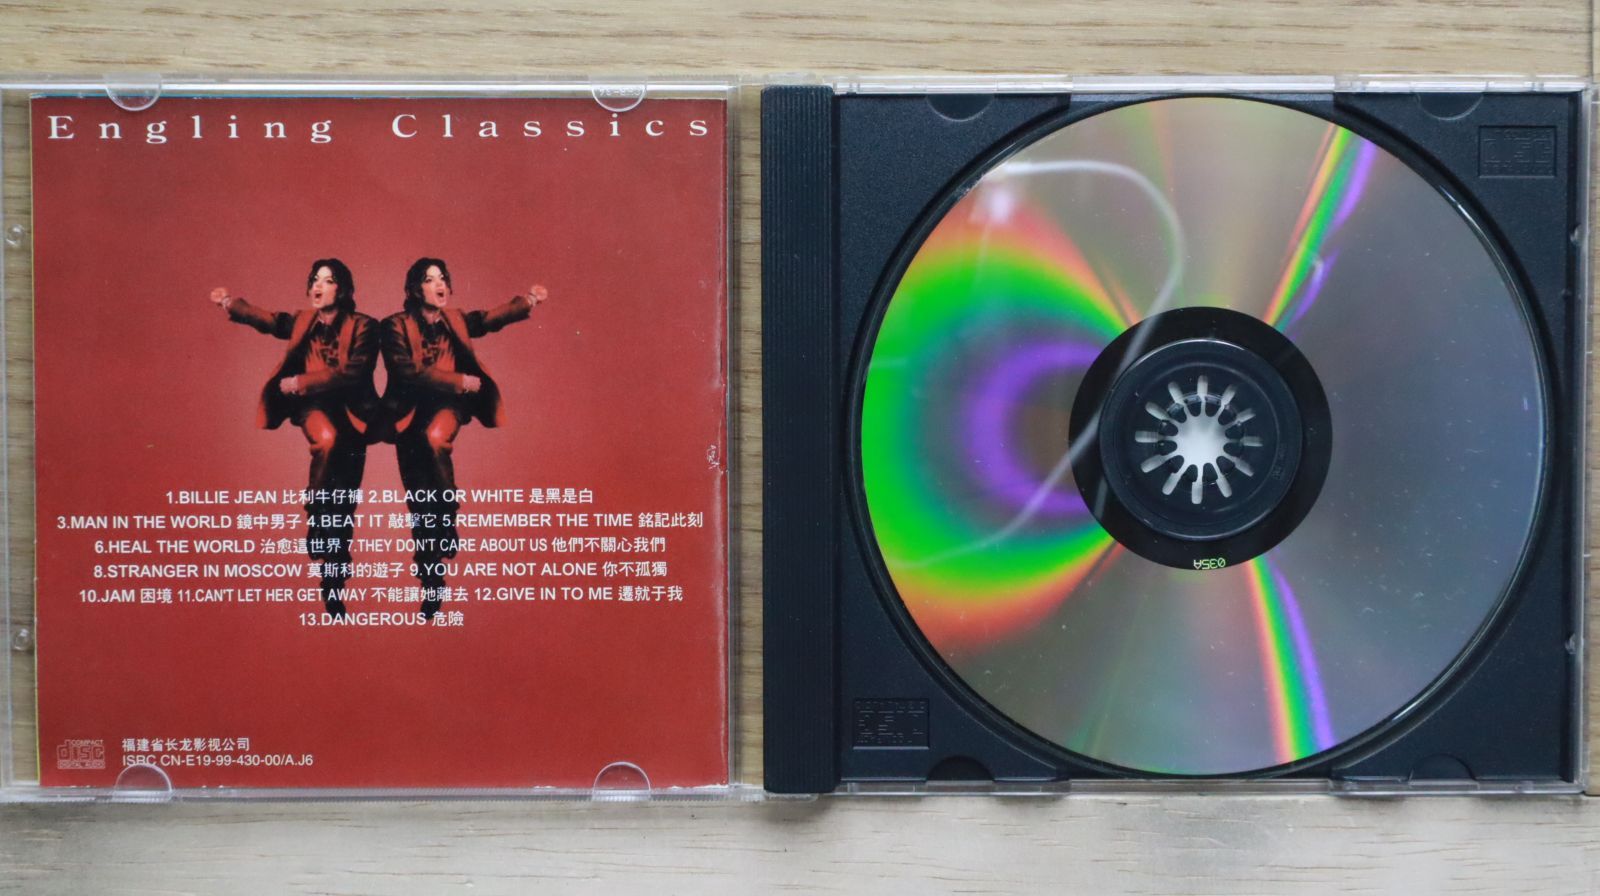 Engling Classics
1.BILLIE JEAN 比利牛仔褲 2.BLACK OR WHITE 是黑是白
3.MAN IN THE WORLD 鏡中男子 4.BEAT IT 敲擊它 5.REMEMBER THE TIME 銘記此刻
6.HEAL THE WORLD 治愈這世界 7.THEY DON'T CARE ABOUT US 他們不關心我們
8.STRANGER IN MOSCOW 莫斯科的遊子 9.YOU ARE NOT ALONE 你不孤獨
10.JAM 困境 11.CAN'T LET HER GET AWAY 不能讓她離去 12.GIVE IN TO ME 遷就于我
13.DANGEROUS 危險
COMPACT
disc
DIGITAL AUDIO
福建省长龙影视公司
ISRC CN-E19-99-430-00/A.J6
035A